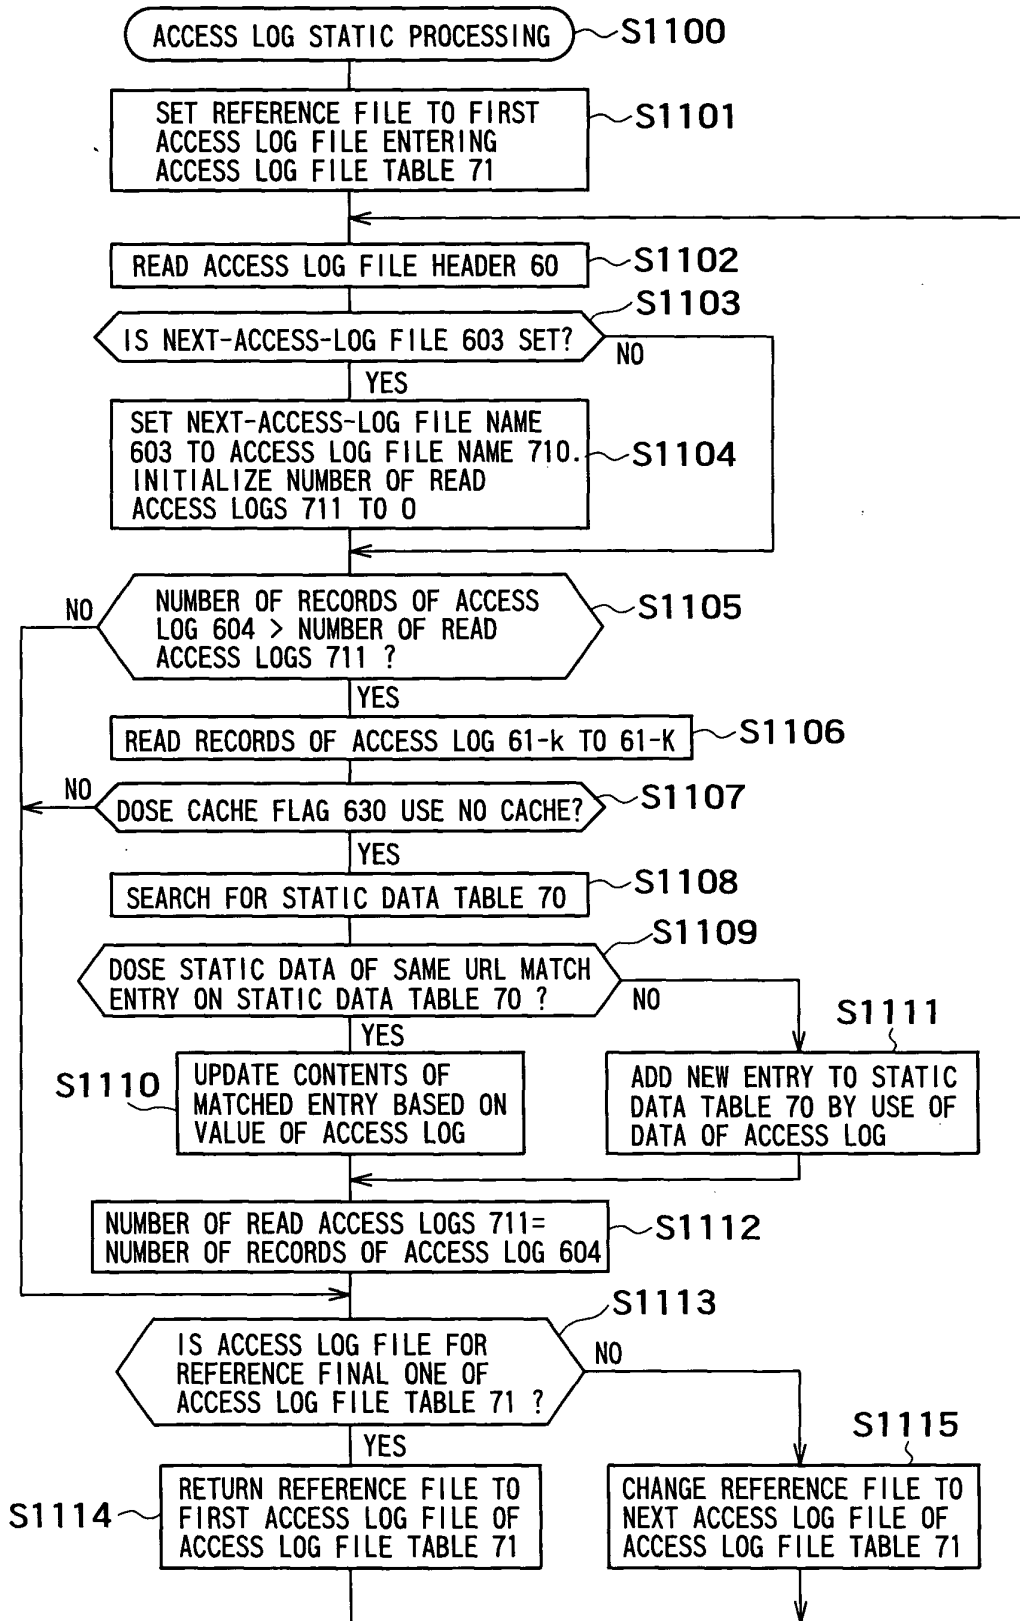 ACCESS LOG STATIC PROCESSING
S1100
SET REFERENCE FILE TO FIRST
ACCESS LOG FILE ENTERING
ACCESS LOG FILE TABLE 71
S1101
READ ACCESS LOG FILE HEADER 60
S1102
IS NEXT-ACCESS-LOG FILE 603 SET?
S1103
NO
YES
SET NEXT-ACCESS-LOG FILE NAME
603 TO ACCESS LOG FILE NAME 710.
INITIALIZE NUMBER OF READ
ACCESS LOGS 711 TO 0
S1104
NUMBER OF RECORDS OF ACCESS
LOG 604 > NUMBER OF READ
ACCESS LOGS 711 ?
S1105
NO
YES
READ RECORDS OF ACCESS LOG 61-k TO 61-K
S1106
DOSE CACHE FLAG 630 USE NO CACHE?
S1107
NO
YES
SEARCH FOR STATIC DATA TABLE 70
S1108
DOSE STATIC DATA OF SAME URL MATCH
ENTRY ON STATIC DATA TABLE 70 ?
S1109
NO
YES
S1110
UPDATE CONTENTS OF
MATCHED ENTRY BASED ON
VALUE OF ACCESS LOG
S1111
ADD NEW ENTRY TO STATIC
DATA TABLE 70 BY USE OF
DATA OF ACCESS LOG
NUMBER OF READ ACCESS LOGS 711=
NUMBER OF RECORDS OF ACCESS LOG 604
S1112
IS ACCESS LOG FILE FOR
REFERENCE FINAL ONE OF
ACCESS LOG FILE TABLE 71 ?
S1113
NO
YES
S1114
RETURN REFERENCE FILE TO
FIRST ACCESS LOG FILE OF
ACCESS LOG FILE TABLE 71
S1115
CHANGE REFERENCE FILE TO
NEXT ACCESS LOG FILE OF
ACCESS LOG FILE TABLE 71